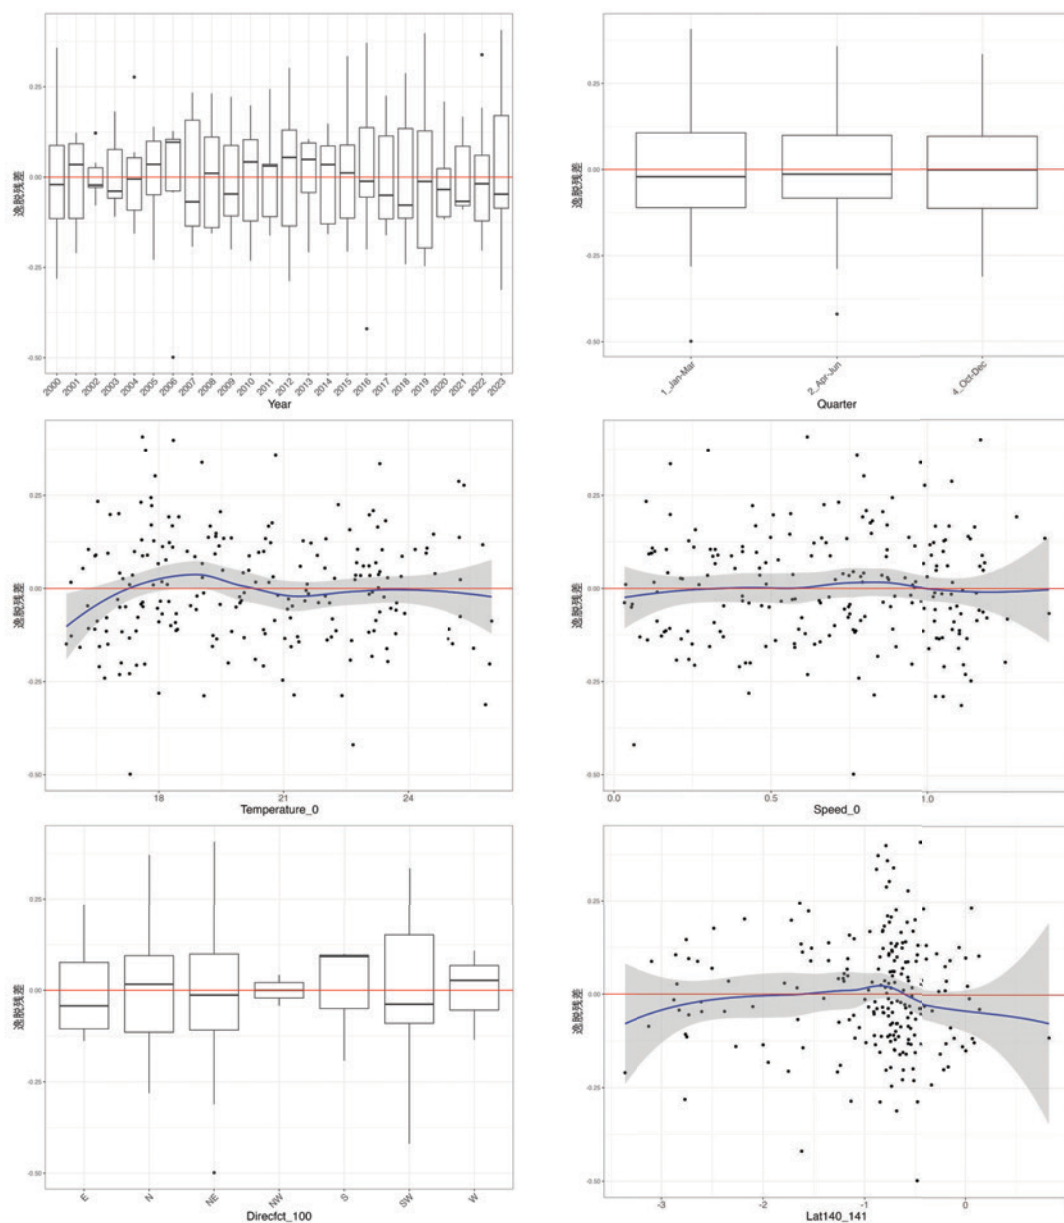 0.25
0.00
-0.25
-0.50
逸脱残差
2000
2001
2002
2003
2004
2005
2006
2007
2008
2009
2010
2011
2012
2013
2014
2015
2016
2017
2018
2019
2020
2021
2022
2023
Year
0.25
0.00
-0.25
-0.50
逸脱残差
1_Jan-Mar
2_Apr-Jun
4_Oct-Dec
Quarter
0.25
0.00
-0.25
-0.50
逸脱残差
18
21
24
Temperature_0
0.25
0.00
-0.25
-0.50
逸脱残差
0.0
0.5
1.0
Speed_0
0.25
0.00
-0.25
-0.50
逸脱残差
E
N
NE
NW
S
SW
W
Direcfct_100
0.25
0.00
-0.25
-0.50
逸脱残差
-3
-2
-1
0
Lat140_141